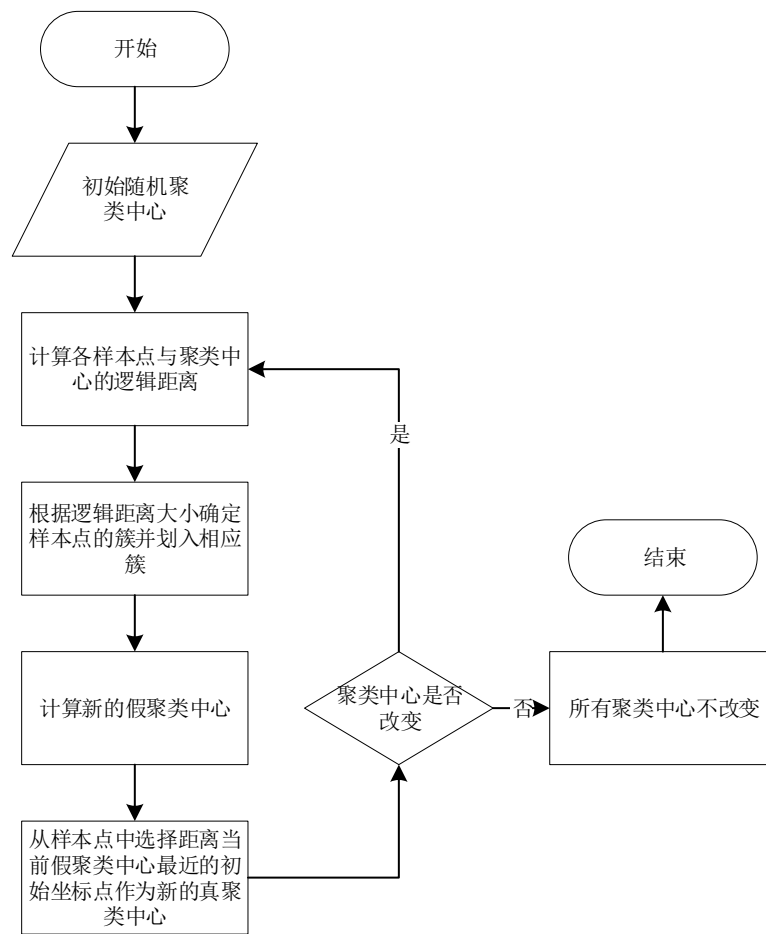 开始
初始随机聚
类中心
计算各样本点与聚类中
心的逻辑距离
是
根据逻辑距离大小确定
样本点的簇并划入相应
簇
结束
计算新的假聚类中心
聚类中心是否
改变
否
所有聚类中心不改变
从样本点中选择距离当
前假聚类中心最近的初
始坐标点作为新的真聚
类中心